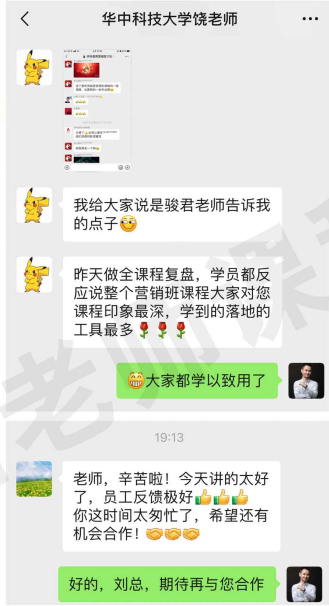 华中科技大学饶老师
我给大家说是骏君老师告诉我
的点子
昨天做全课程复盘，学员都反
应说整个营销班课程大家对您
课程印象最深，学到的落地的
工具最多
大家都学以致用了
19:13
老师，辛苦啦！今天讲的太好
了，员工反馈极好
你这时间太匆忙了，希望还有
机会合作！
好的，刘总，期待再与您合作